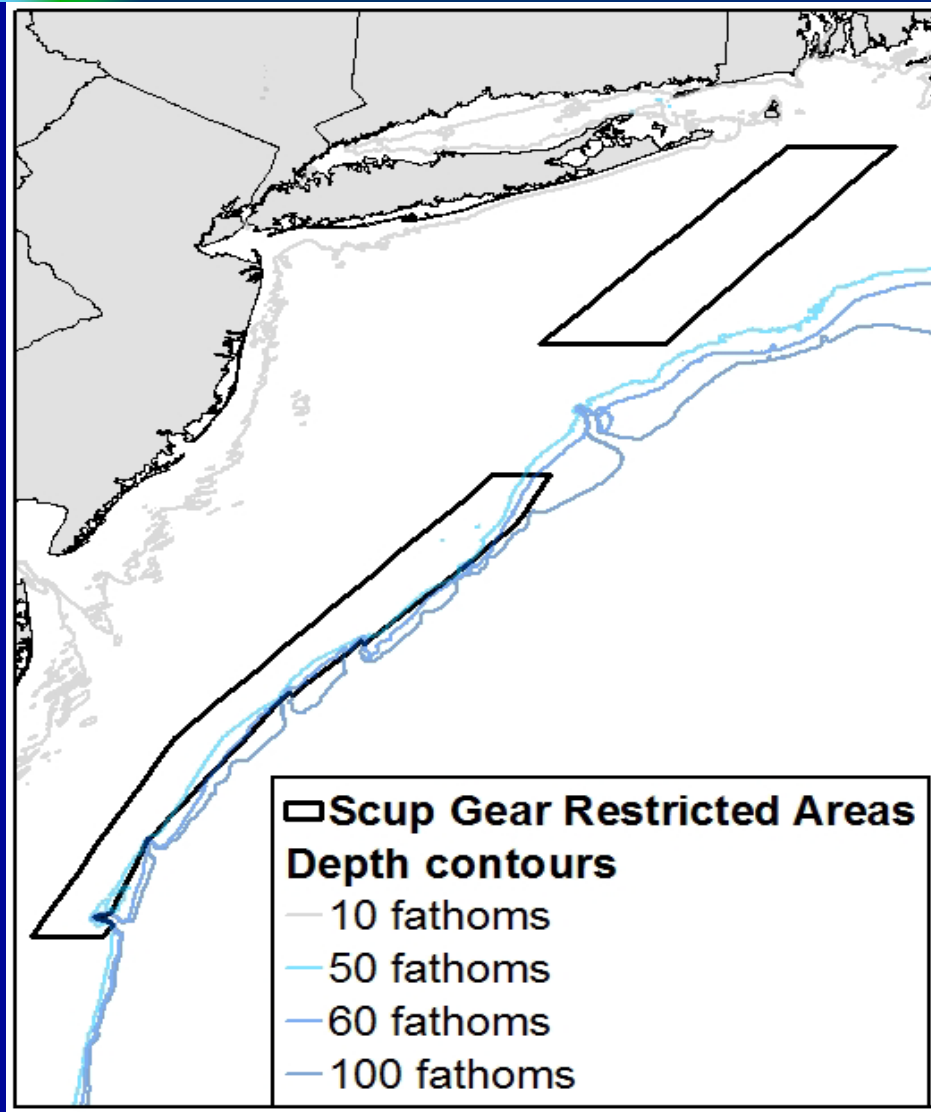 Scup Gear Restricted Areas
Depth contours
10 fathoms
50 fathoms
60 fathoms
100 fathoms